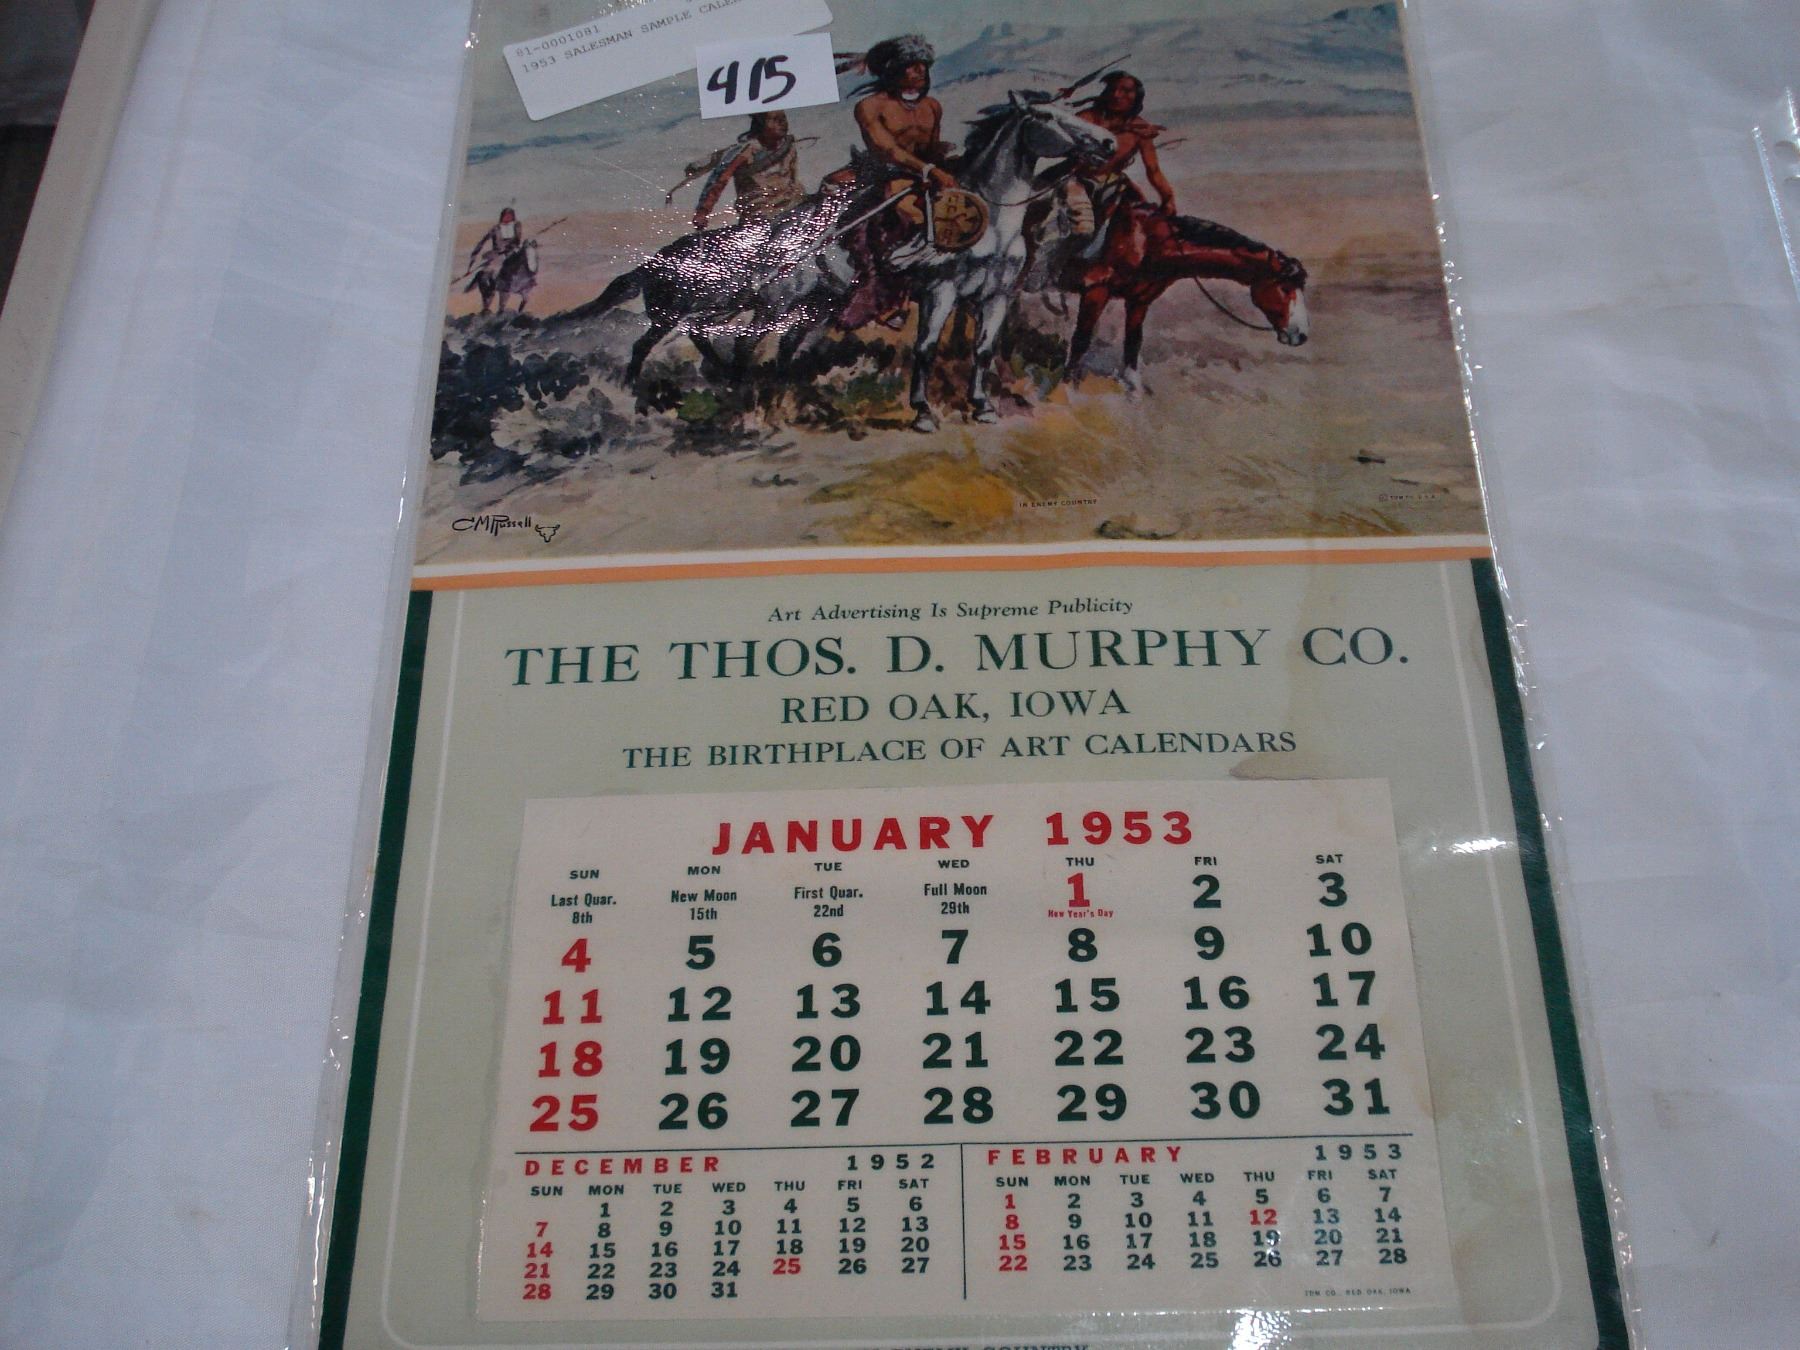 81-0001081
1953 SALESMAN SAMPLE
415
CMRussell
IN ENEMY COUNTRY
Art Advertising Is Supreme Publicity
THE THOS. D. MURPHY CO.
RED OAK, IOWA
THE BIRTHPLACE OF ART CALENDARS
JANUARY 1953
SUN MON TUE WED THU FRI SAT
Last Quar. 8th New Moon 15th First Quar. 22nd Full Moon 29th 1 New Year's Day 2 3
4 5 6 7 8 9 10
11 12 13 14 15 16 17
18 19 20 21 22 23 24
25 26 27 28 29 30 31
DECEMBER 1952
SUN MON TUE WED THU FRI SAT
1 2 3 4 5 6
7 8 9 10 11 12 13
14 15 16 17 18 19 20
21 22 23 24 25 26 27
28 29 30 31
FEBRUARY 1953
SUN MON TUE WED THU FRI SAT
1 2 3 4 5 6 7
8 9 10 11 12 13 14
15 16 17 18 19 20 21
22 23 24 25 26 27 28
TDM CO., RED OAK, IOWA